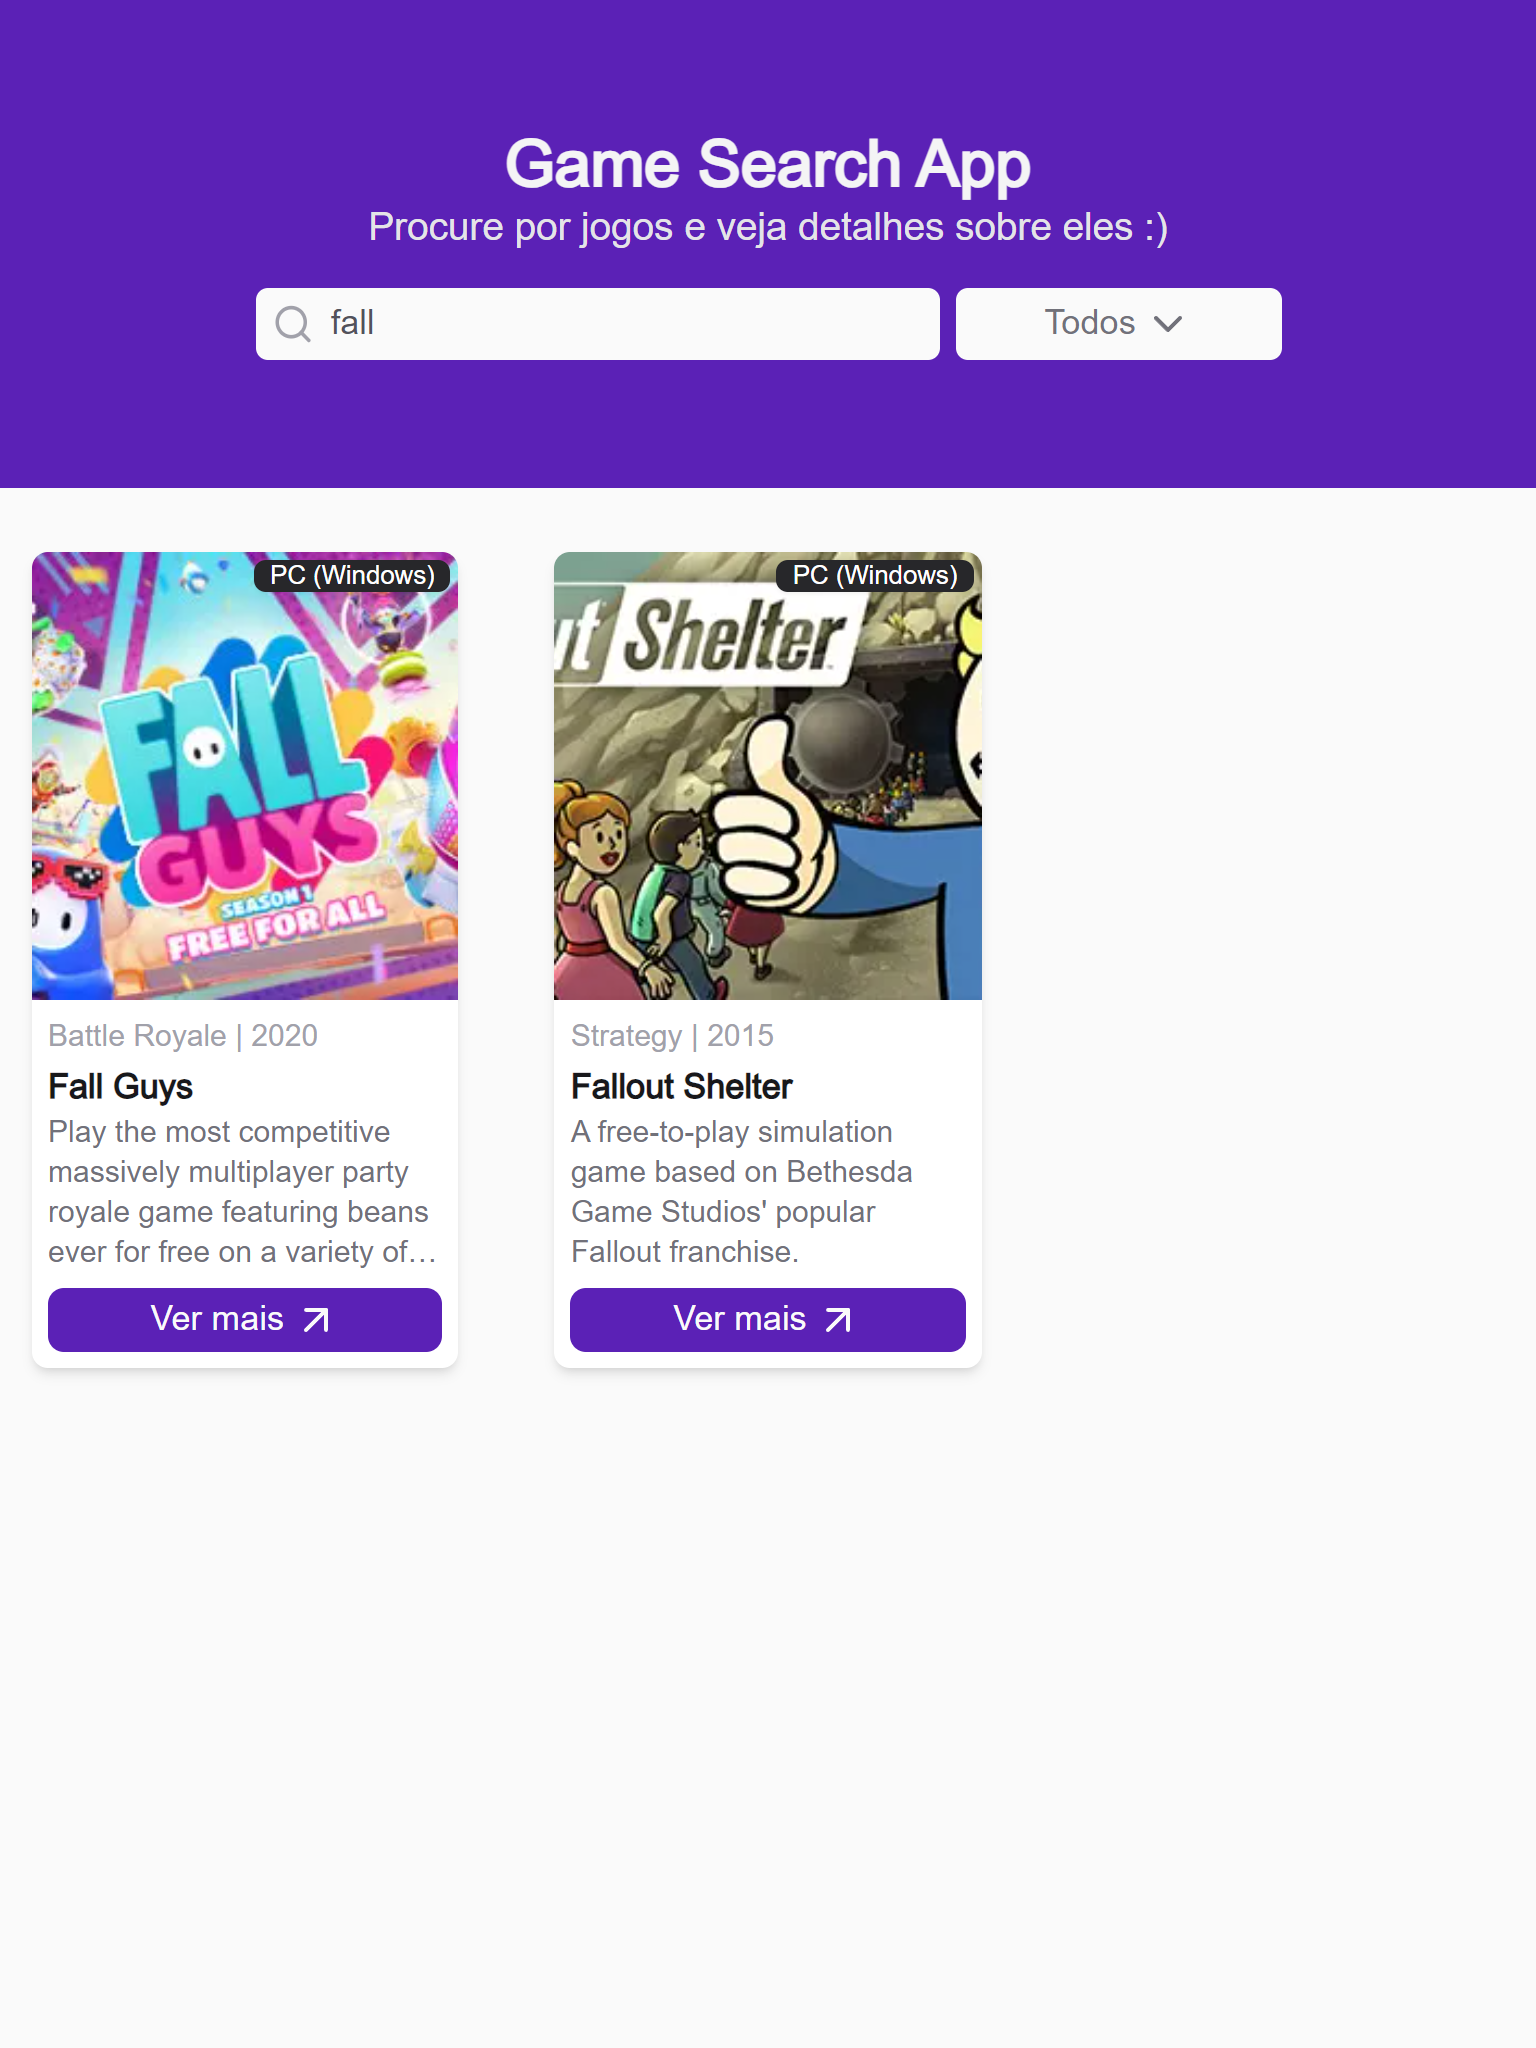 Game Search App
Procure por jogos e veja detalhes sobre eles :)
fall
Todos
PC (Windows)
FALL
GUYS
SEASON 1
FREE FOR ALL
Battle Royale | 2020
Fall Guys
Play the most competitive
massively multiplayer party
royale game featuring beans
ever for free on a variety of…
Ver mais
PC (Windows)
ut Shelter
Strategy | 2015
Fallout Shelter
A free-to-play simulation
game based on Bethesda
Game Studios' popular
Fallout franchise.
Ver mais